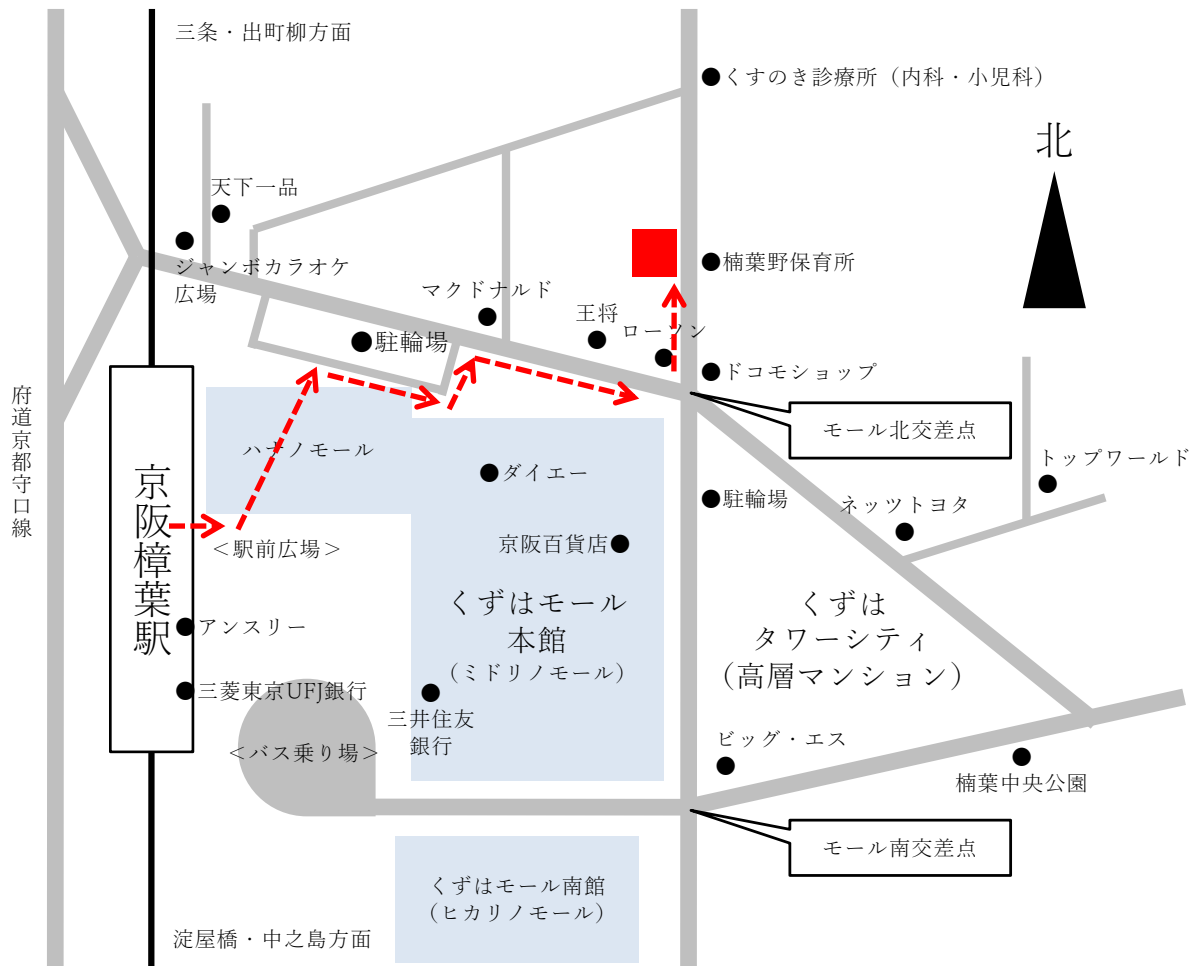 三条・出町柳方面
くすのき診療所（内科・小児科）
北
天下一品
ジャンボカラオケ
広場
楠葉野保育所
マクドナルド
王将
ローソン
駐輪場
ドコモショップ
府道京都守口線
モール北交差点
ハナノモール
トップワールド
京阪樟葉駅
ダイエー
駐輪場
ネッツトヨタ
＜駅前広場＞
京阪百貨店
くずはモール
本館
（ミドリノモール）
くずは
タワーシティ
（高層マンション）
アンスリー
三菱東京UFJ銀行
三井住友
銀行
＜バス乗り場＞
ビッグ・エス
楠葉中央公園
モール南交差点
くずはモール南館
（ヒカリノモール）
淀屋橋・中之島方面